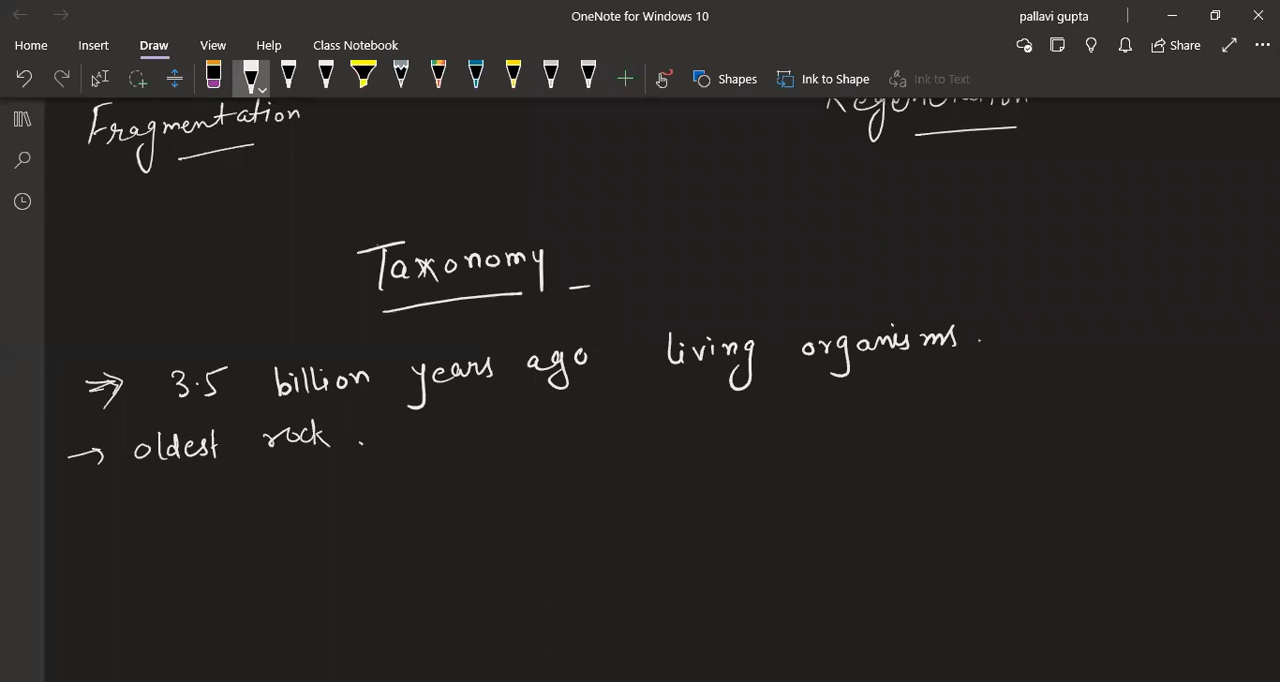 OneNote for Windows 10
pallavi gupta
Home Insert Draw View Help Class Notebook
Share
Shapes Ink to Shape Ink to Text
Fragmentation
Regeneration
Taxonomy -
⇒ 3.5 billion years ago living organisms.
→ oldest rock.